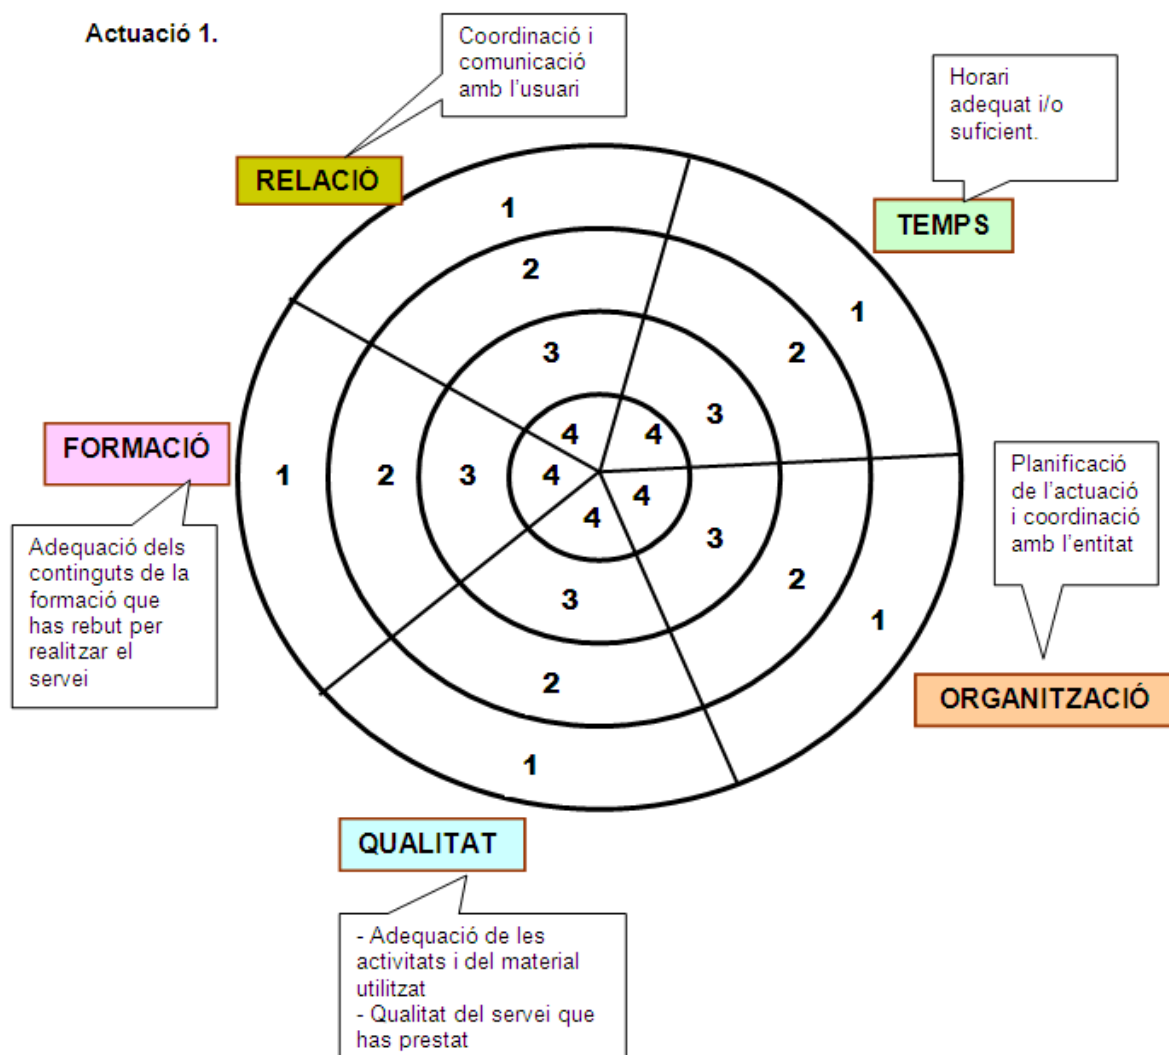 Actuació 1.
Coordinació i
comunicació
amb l'usuari
Horari
adequat i/o
suficient.
RELACIÓ
TEMPS
1
2
3
4
1
2
3
4
FORMACIÓ
1
2
3
4
Adequació dels
continguts de la
formació que
has rebut per
realitzar el
servei
Planificació
de l'actuació
i coordinació
amb l'entitat
4
3
2
1
ORGANITZACIÓ
4
3
2
1
QUALITAT
- Adequació de les
activitats i del material
utilitzat
- Qualitat del servei que
has prestat